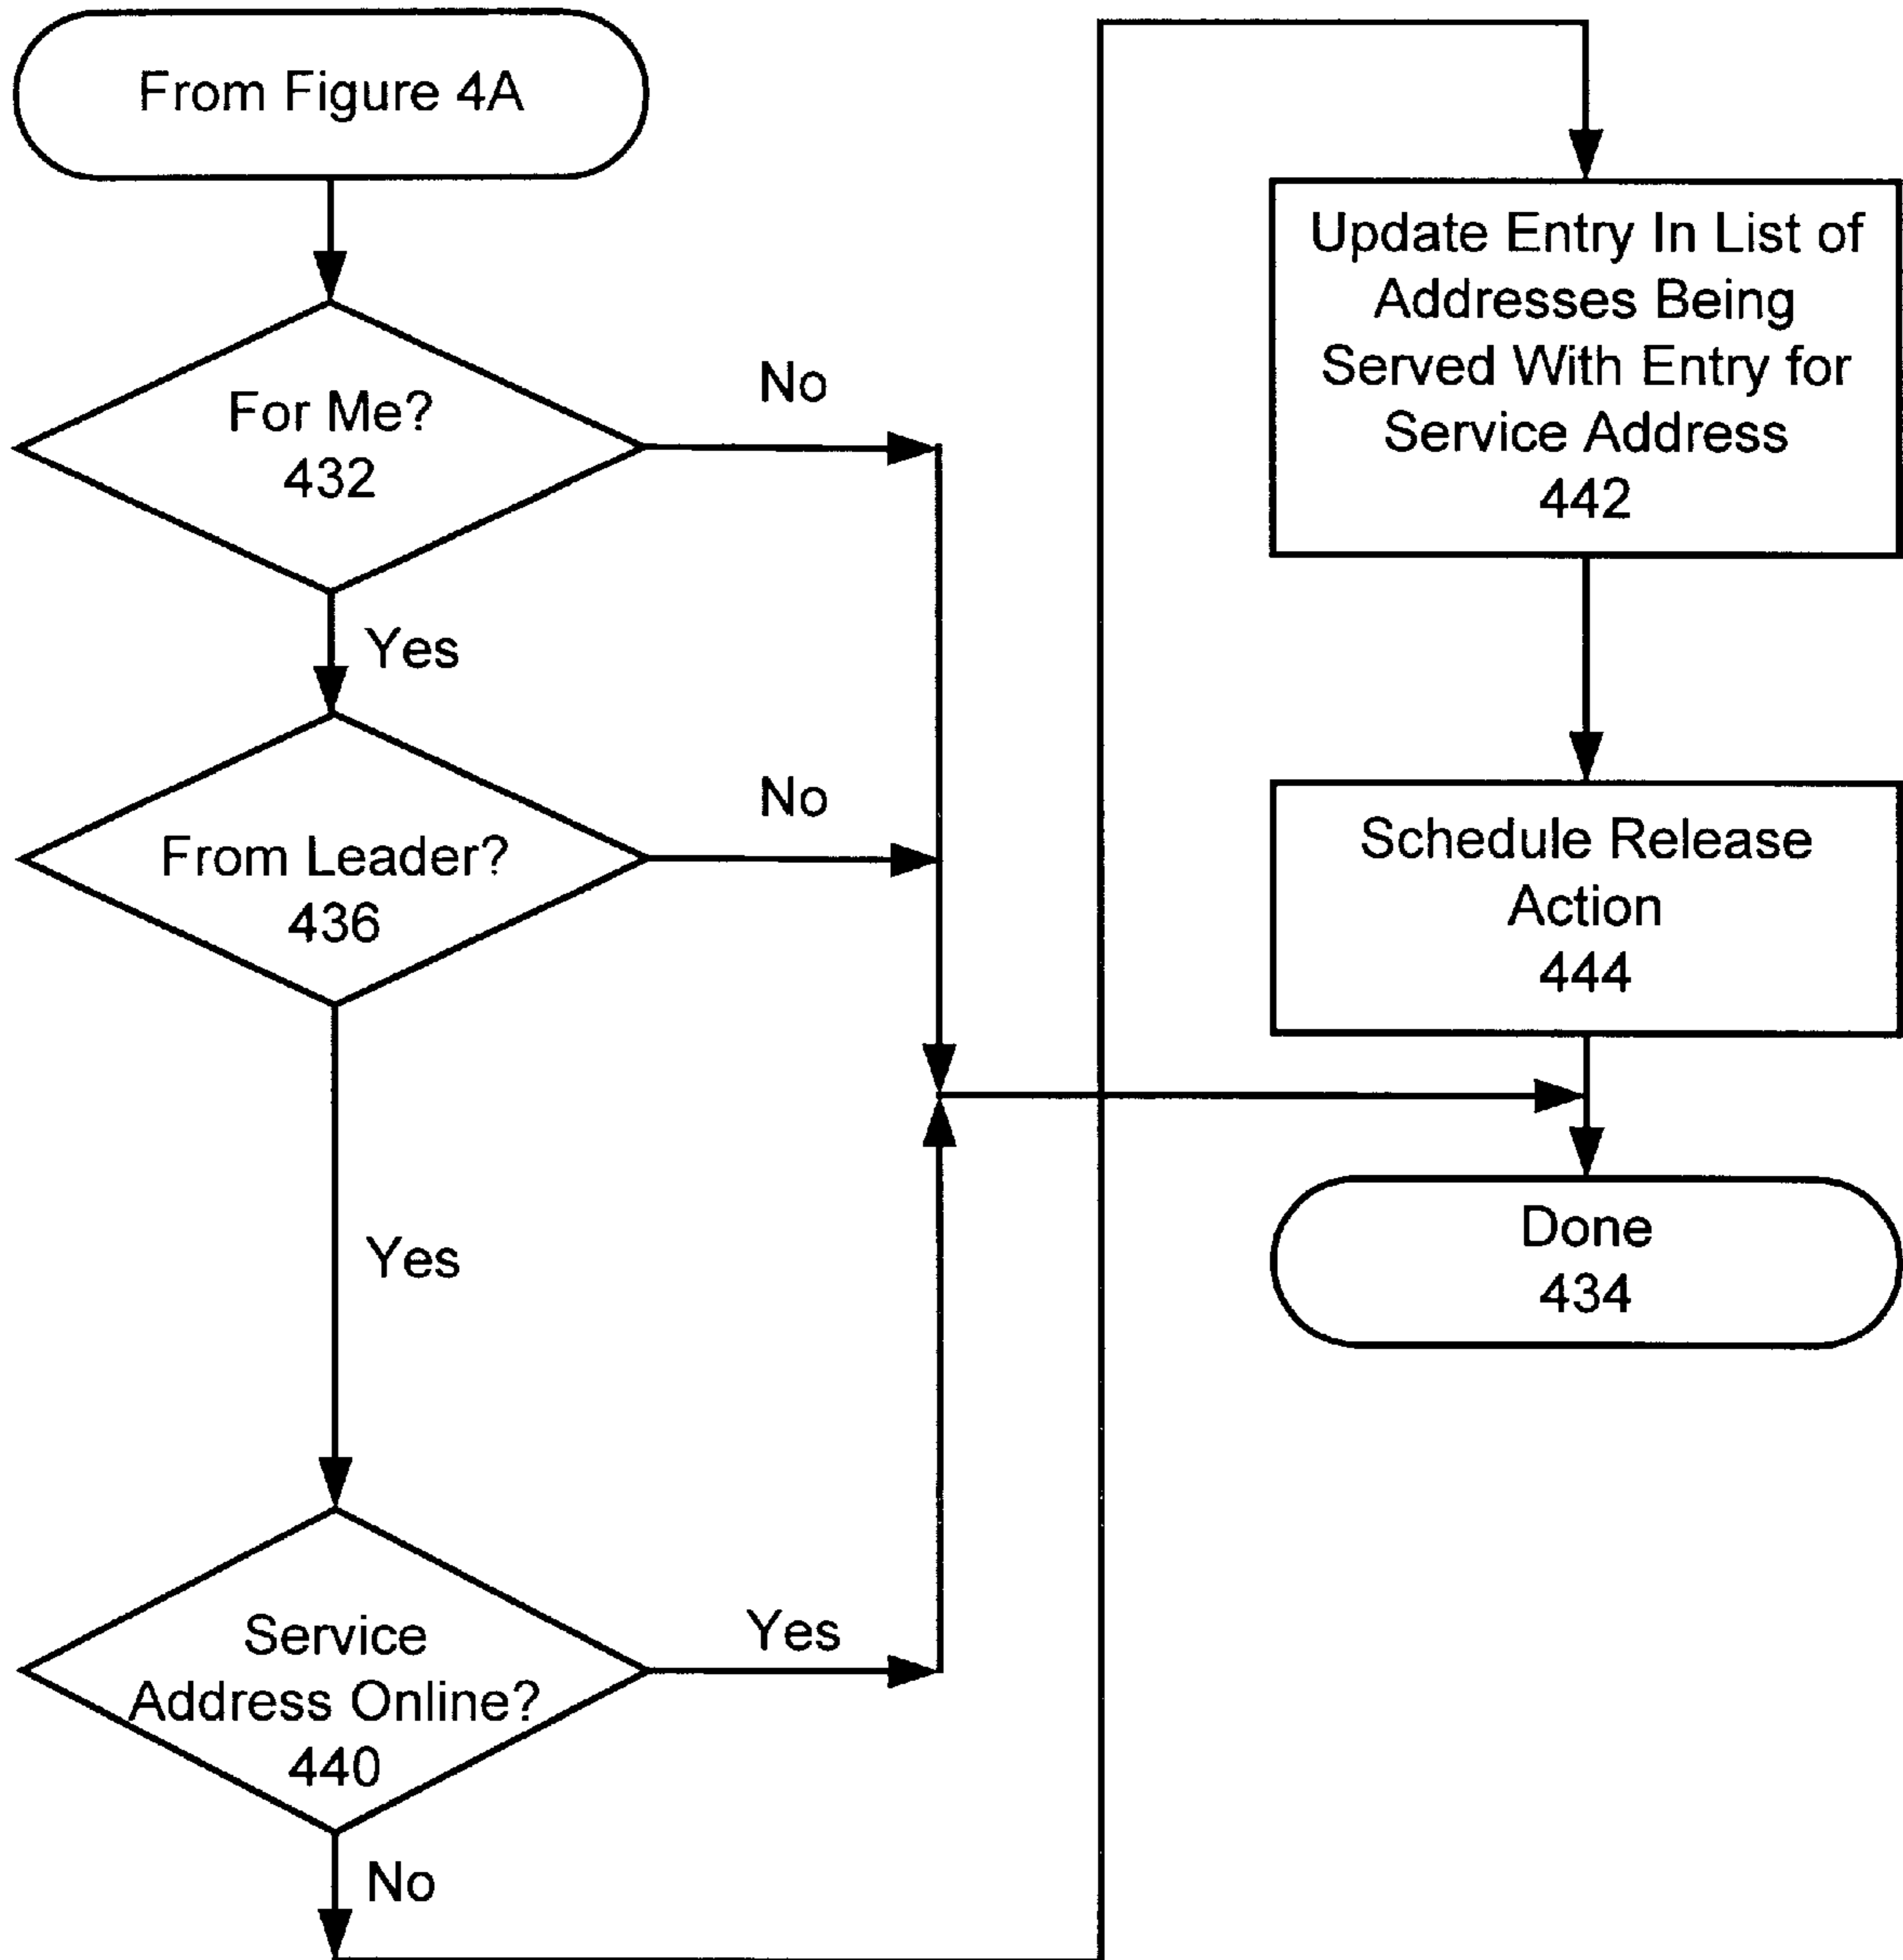 From Figure 4A
For Me?
432
No
Yes
From Leader?
436
No
Yes
Service
Address Online?
440
Yes
No
Update Entry In List of
Addresses Being
Served With Entry for
Service Address
442
Schedule Release
Action
444
Done
434